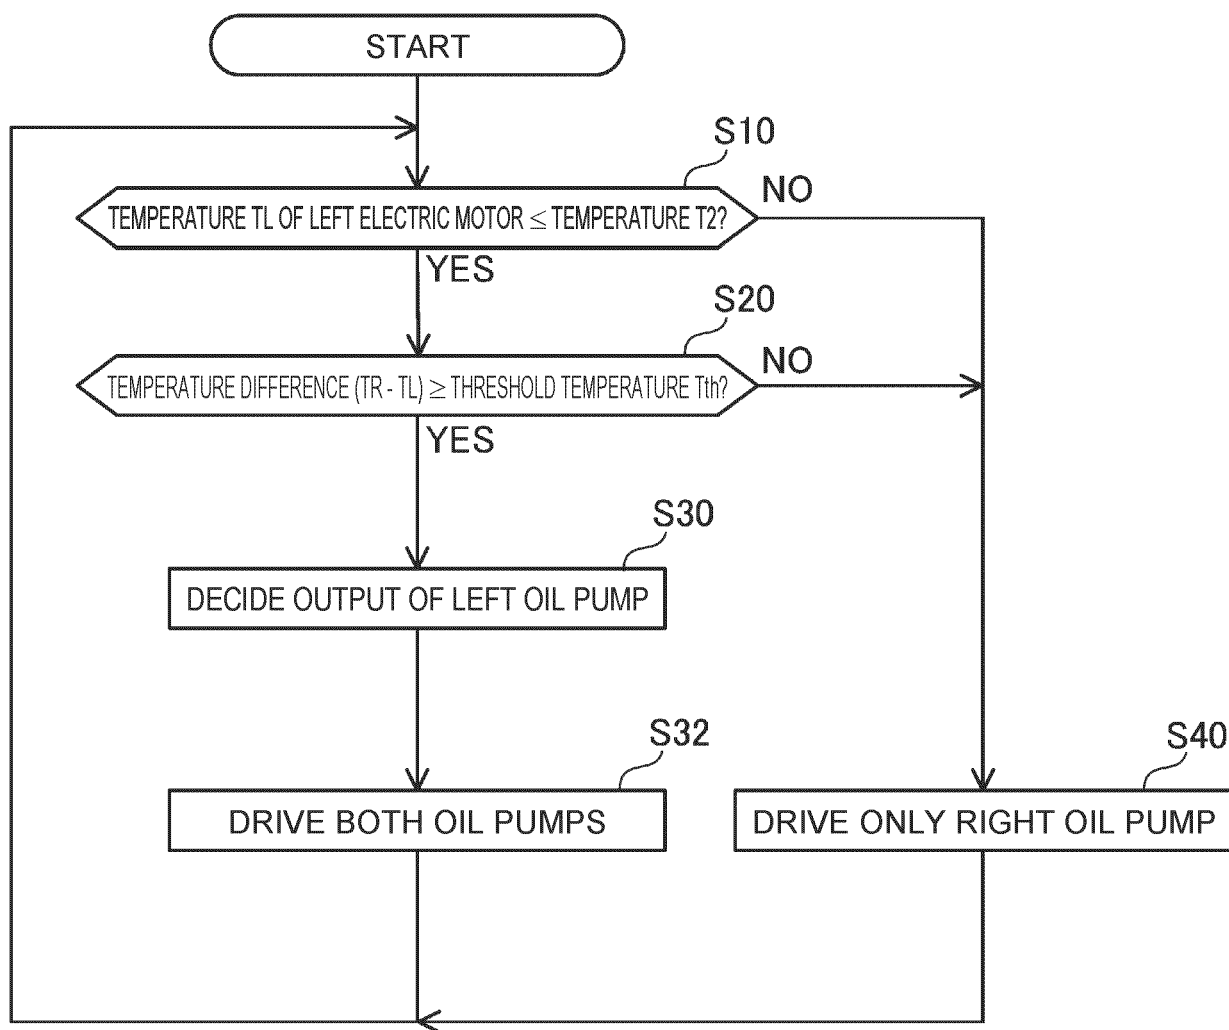 START
S10
TEMPERATURE TL OF LEFT ELECTRIC MOTOR ≤ TEMPERATURE T2?
NO
YES
S20
TEMPERATURE DIFFERENCE (TR - TL) ≥ THRESHOLD TEMPERATURE Tth?
NO
YES
S30
DECIDE OUTPUT OF LEFT OIL PUMP
S32
DRIVE BOTH OIL PUMPS
S40
DRIVE ONLY RIGHT OIL PUMP